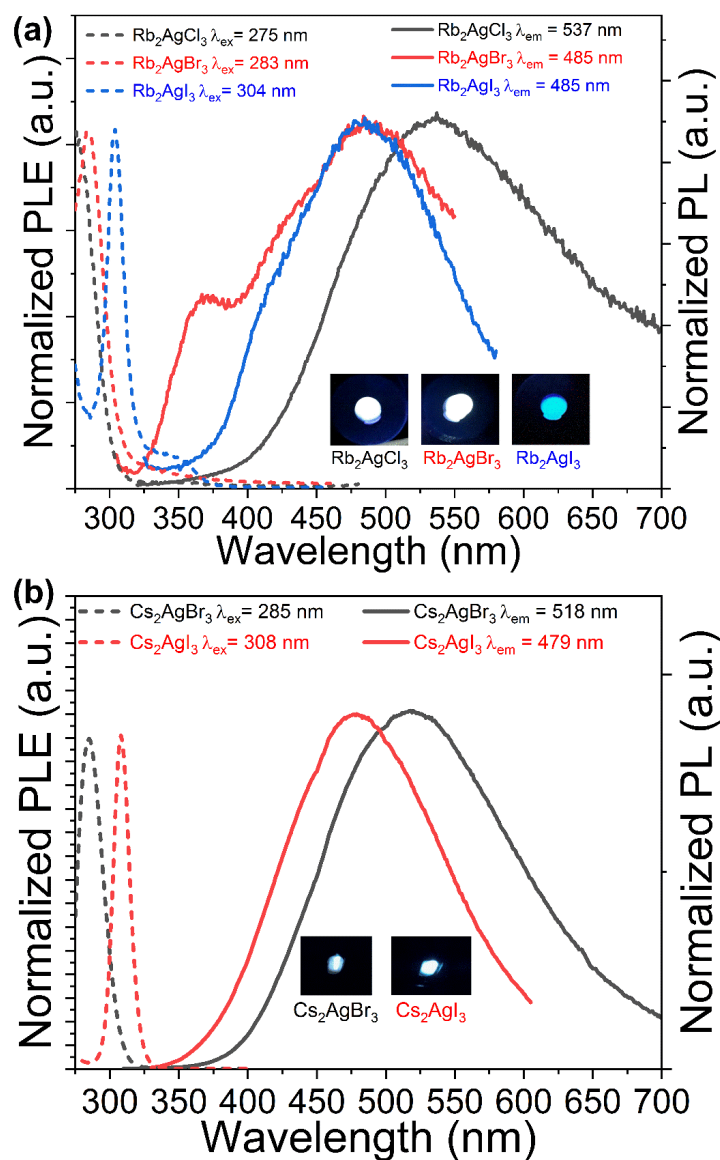 (a)
Rb₂AgCl₃ λex= 275 nm
Rb₂AgBr₃ λex= 283 nm
Rb₂AgI₃ λex= 304 nm
Rb₂AgCl₃ λem = 537 nm
Rb₂AgBr₃ λem = 485 nm
Rb₂AgI₃ λem = 485 nm
Normalized PLE (a.u.)
Normalized PL (a.u.)
Rb₂AgCl₃ Rb₂AgBr₃ Rb₂AgI₃
300 350 400 450 500 550 600 650 700
Wavelength (nm)
(b)
Cs₂AgBr₃ λex= 285 nm
Cs₂AgI₃ λex= 308 nm
Cs₂AgBr₃ λem = 518 nm
Cs₂AgI₃ λem = 479 nm
Normalized PLE (a.u.)
Normalized PL (a.u.)
Cs₂AgBr₃ Cs₂AgI₃
300 350 400 450 500 550 600 650 700
Wavelength (nm)